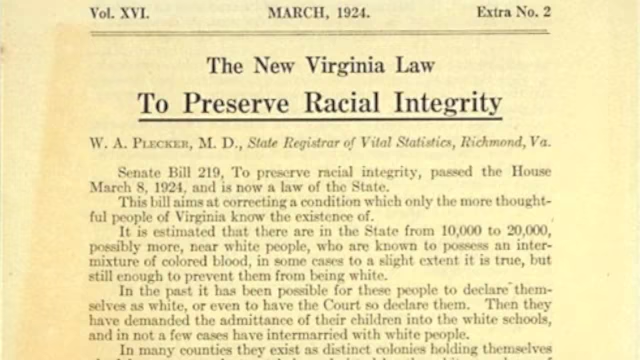 Vol. XVI. MARCH, 1924. Extra No. 2
The New Virginia Law
To Preserve Racial Integrity
W. A. PLECKER, M. D., State Registrar of Vital Statistics, Richmond, Va.
Senate Bill 219, To preserve racial integrity, passed the House
March 8, 1924, and is now a law of the State.
This bill aims at correcting a condition which only the more thought-
ful people of Virginia know the existence of.
It is estimated that there are in the State from 10,000 to 20,000,
possibly more, near white people, who are known to possess an inter-
mixture of colored blood, in some cases to a slight extent it is true, but
still enough to prevent them from being white.
In the past it has been possible for these people to declare them-
selves as white, or even to have the Court so declare them. Then they
have demanded the admittance of their children into the white schools,
and in not a few cases have intermarried with white people.
In many counties they exist as distinct colonies holding themselves